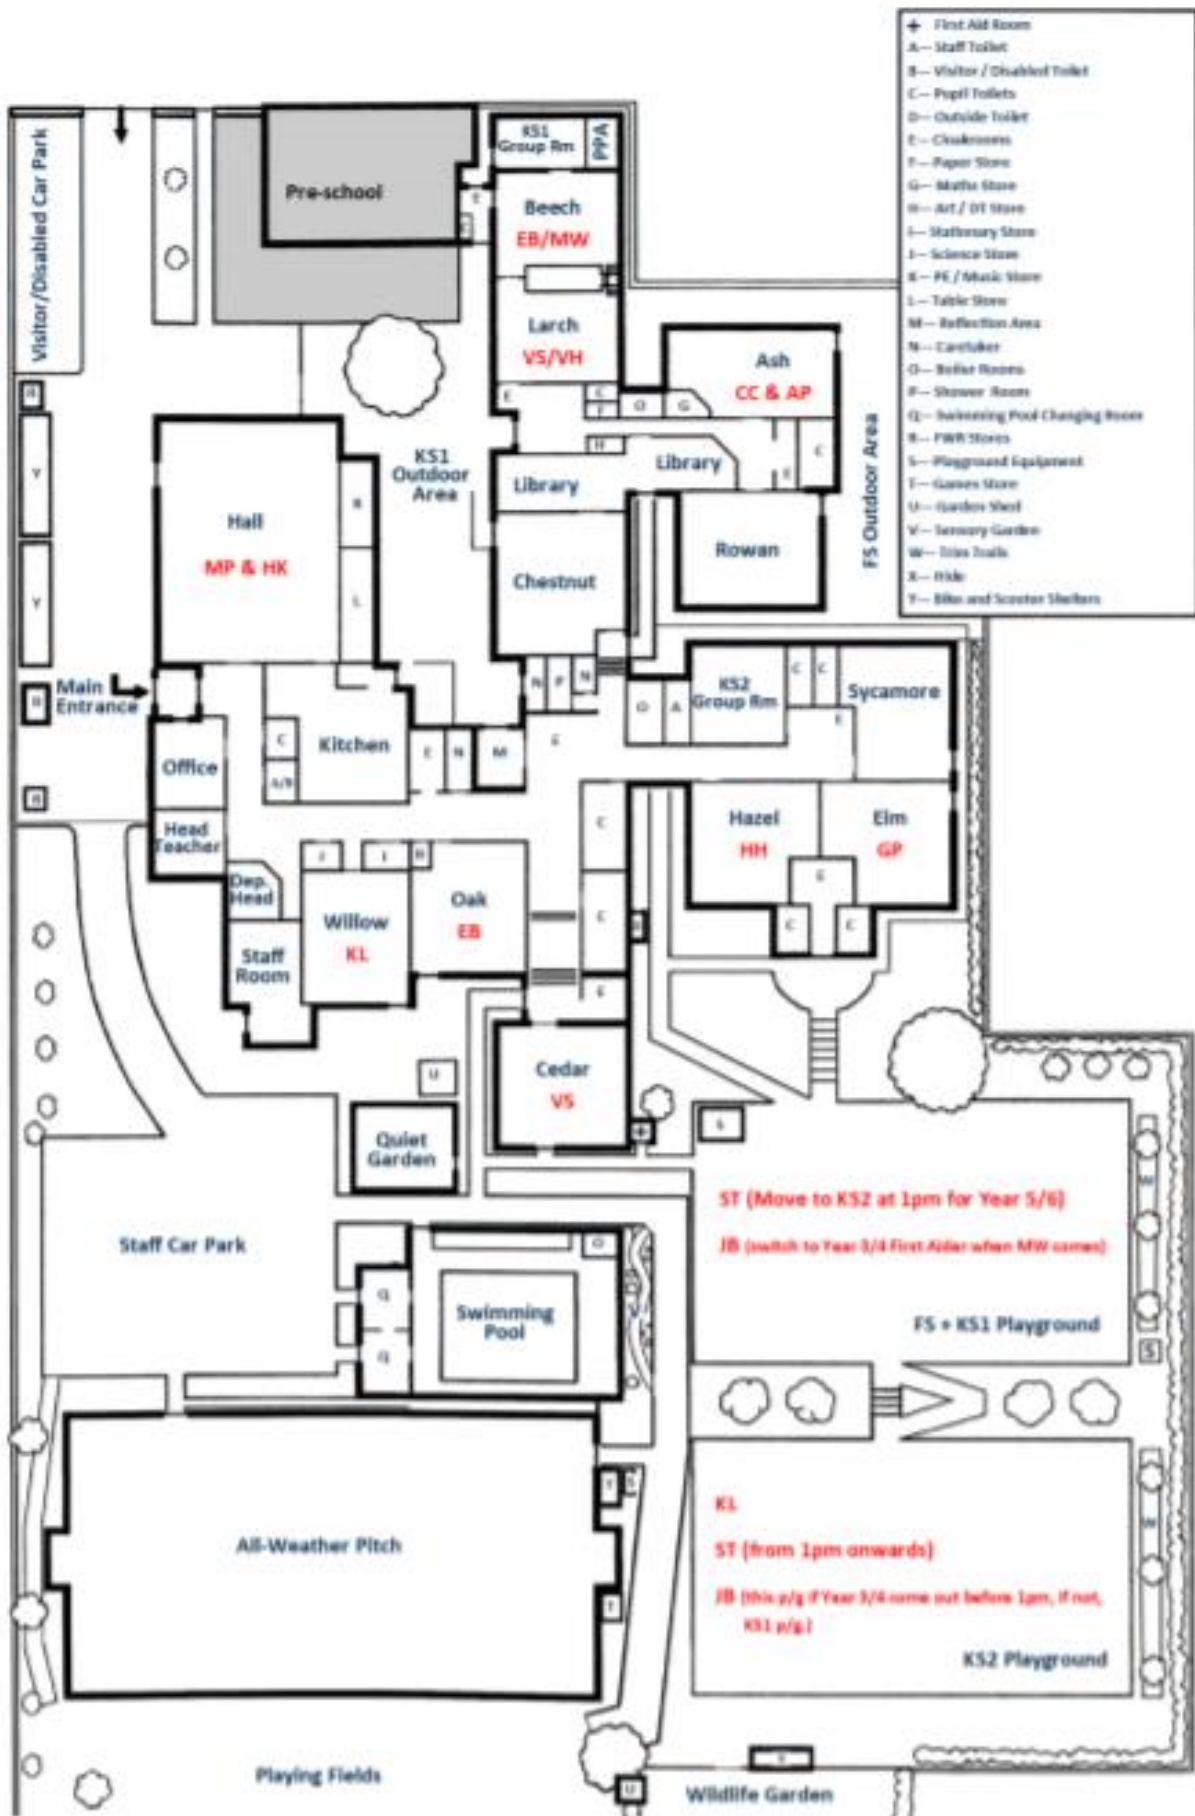 + First Aid Room
A-- Staff Toilet
B-- Visitor / Disabled Toilet
C-- Pupil Toilets
D-- Outside Toilet
E-- Cloakrooms
F-- Paper Store
G-- Maths Store
H-- Art / DT Store
I-- Stationary Store
J-- Science Store
K-- PE / Music Store
L-- Table Store
M-- Reflection Area
N-- Caretaker
O-- Boiler Rooms
P-- Shower Room
Q-- Swimming Pool Changing Room
R-- FWR Stores
S-- Playground Equipment
T-- Games Store
U-- Garden Shed
V-- Sensory Garden
W-- Trim Trails
X-- Hide
Y-- Bike and Scooter Shelters
Visitor/Disabled Car Park
Pre-school
KS1
Group Rm
PPA
E
Beech
EB/MW
Larch
VS/VH
Ash
CC & AP
E
C
F
O
G
H
C
E
Library
Library
FS Outdoor Area
KS1
Outdoor
Area
Y
Y
Hall
MP & HK
K
L
Chestnut
Rowan
Main
Entrance
N
P
N
O
A
KS2
Group Rm
C
C
Sycamore
E
Office
C
A/B
Kitchen
E
N
M
E
Head
Teacher
Dep.
Head
J
I
C
Hazel
HH
Elm
GP
E
C
C
Willow
KL
Oak
EB
E
Staff
Room
E
Cedar
VS
U
S
+
Quiet
Garden
ST (Move to KS2 at 1pm for Year 5/6)
JB (switch to Year 3/4 First Aider when MW comes)
FS + KS1 Playground
W
S
Staff Car Park
Q
Q
O
Swimming
Pool
V
All-Weather Pitch
T
S
T
KL
ST (from 1pm onwards)
JB (this p/g if Year 3/4 come out before 1pm, if not,
KS1 p/g.)
KS2 Playground
W
Playing Fields
U
Wildlife Garden